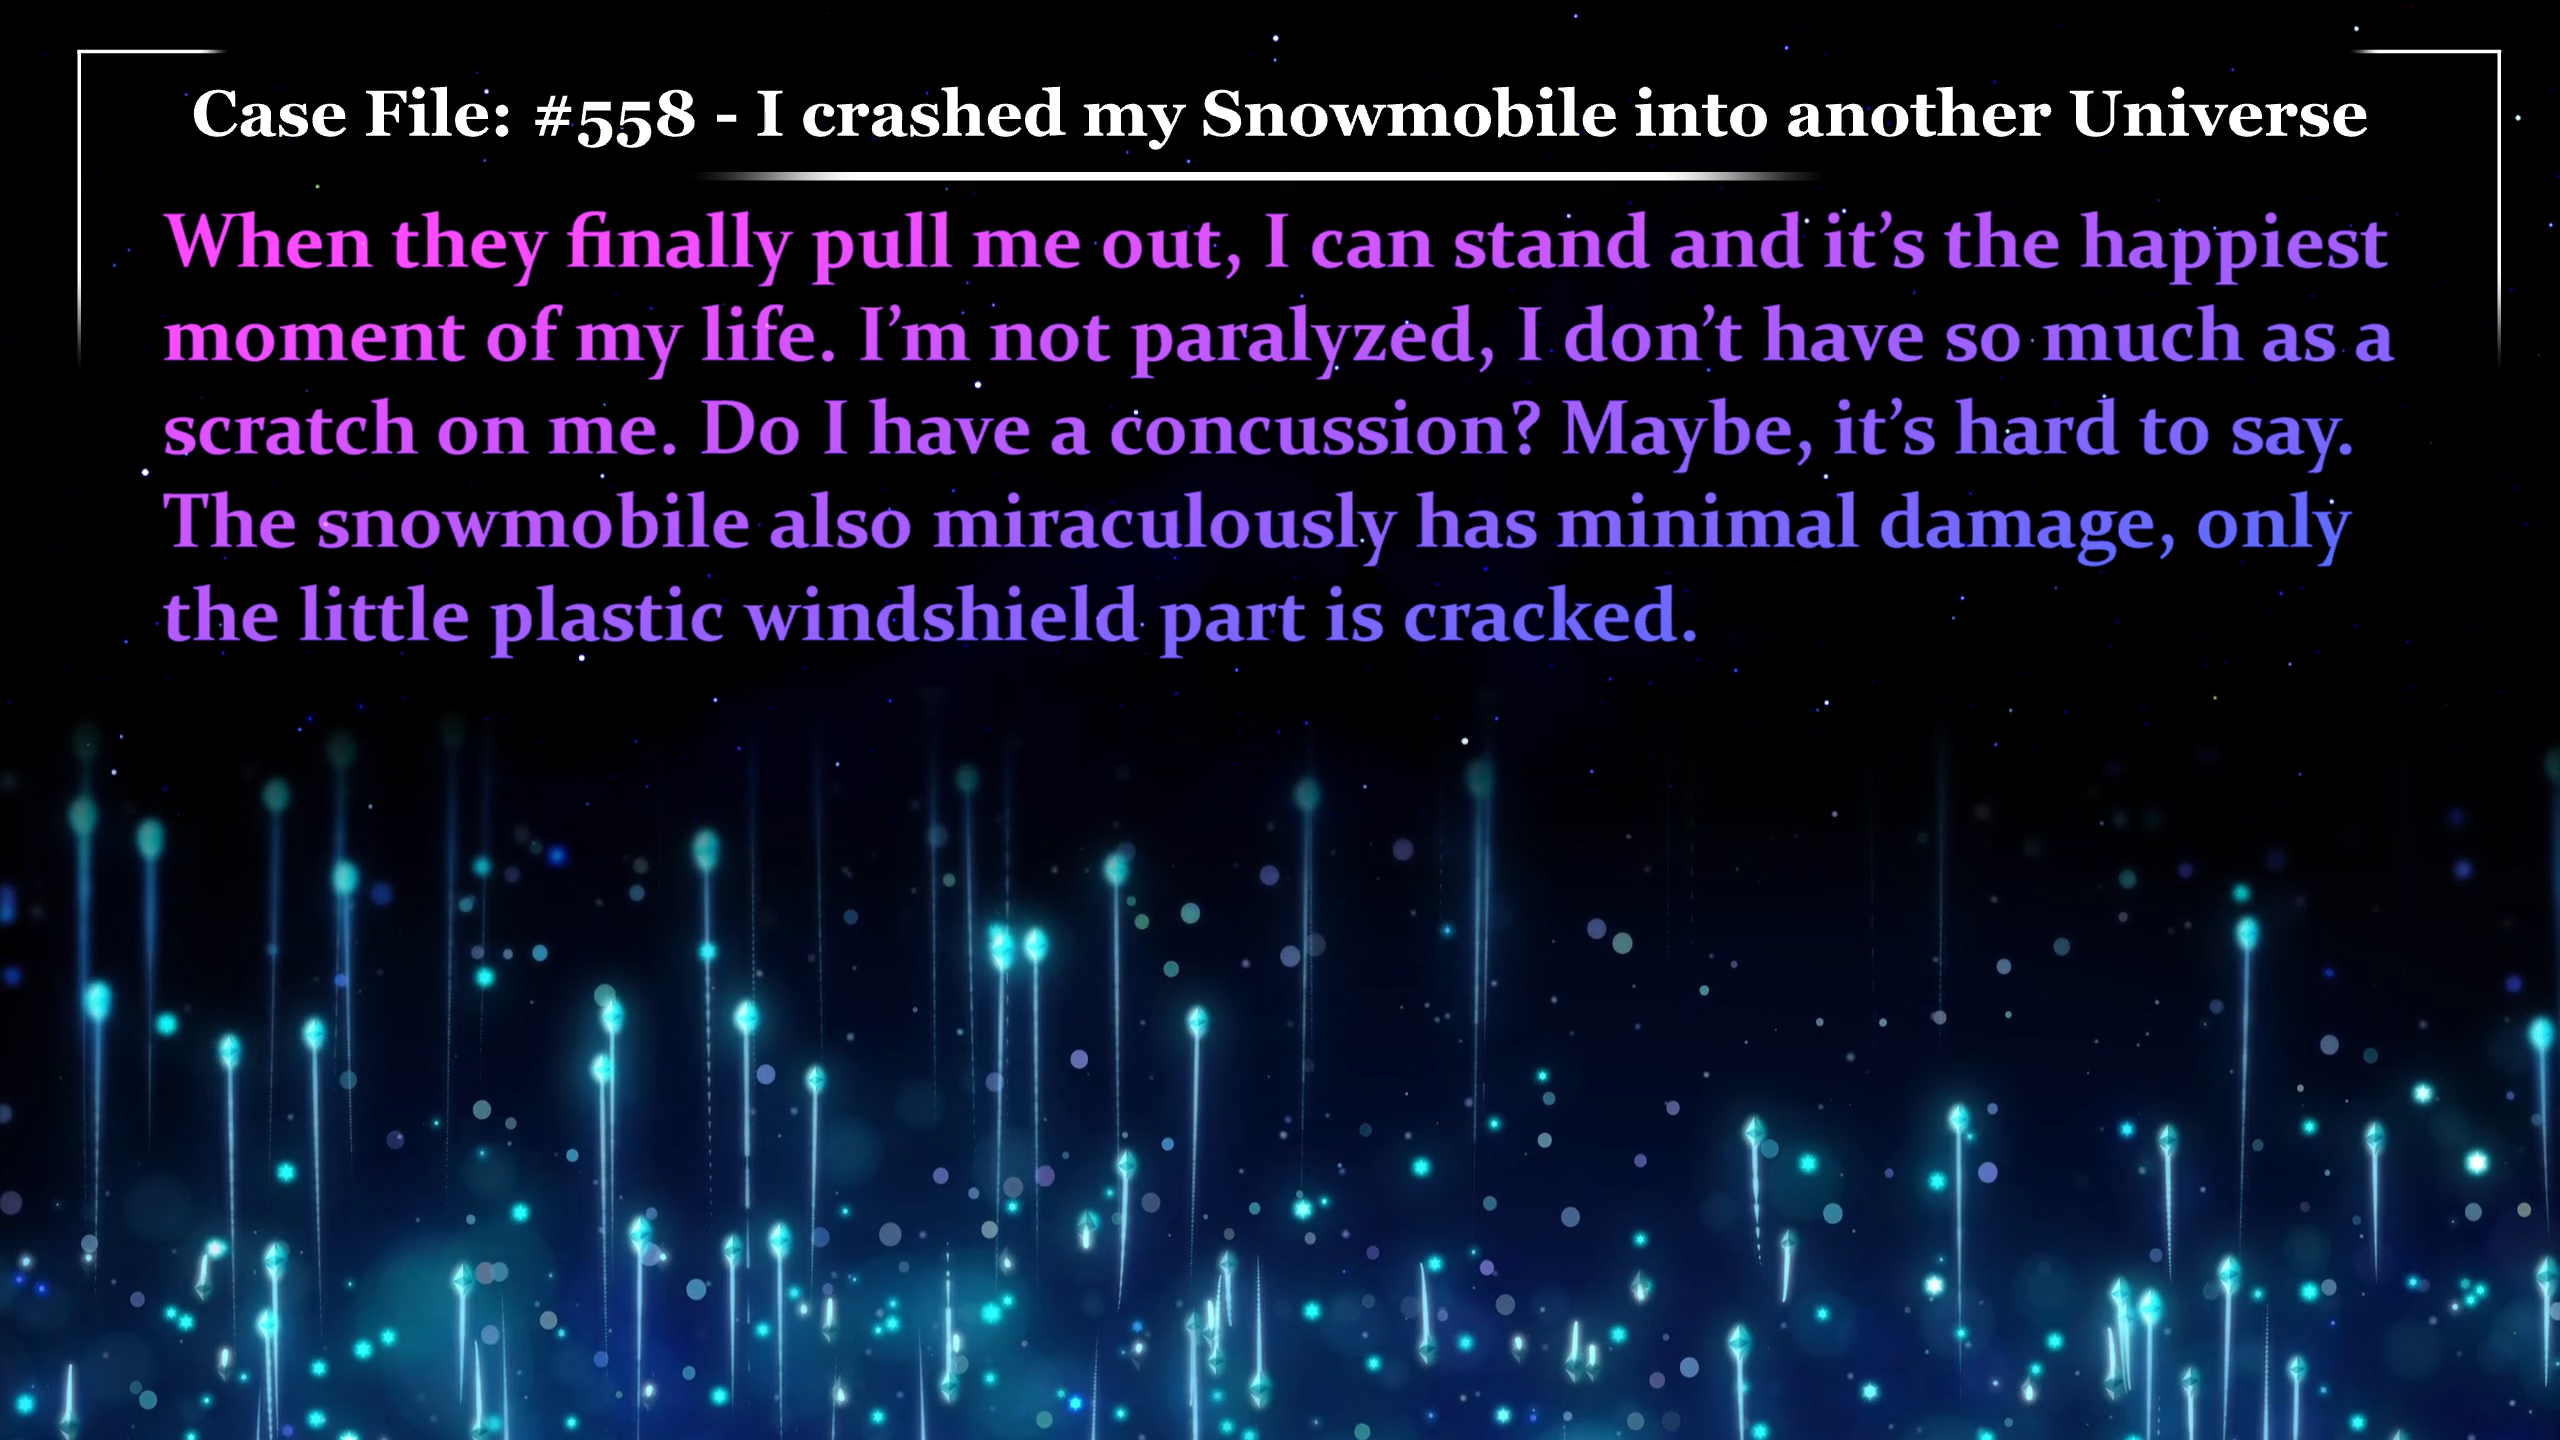 Case File: #558 - I crashed my Snowmobile into another Universe
When they finally pull me out, I can stand and it’s the happiest
moment of my life. I’m not paralyzed, I don’t have so much as a
scratch on me. Do I have a concussion? Maybe, it’s hard to say.
The snowmobile also miraculously has minimal damage, only
the little plastic windshield part is cracked.